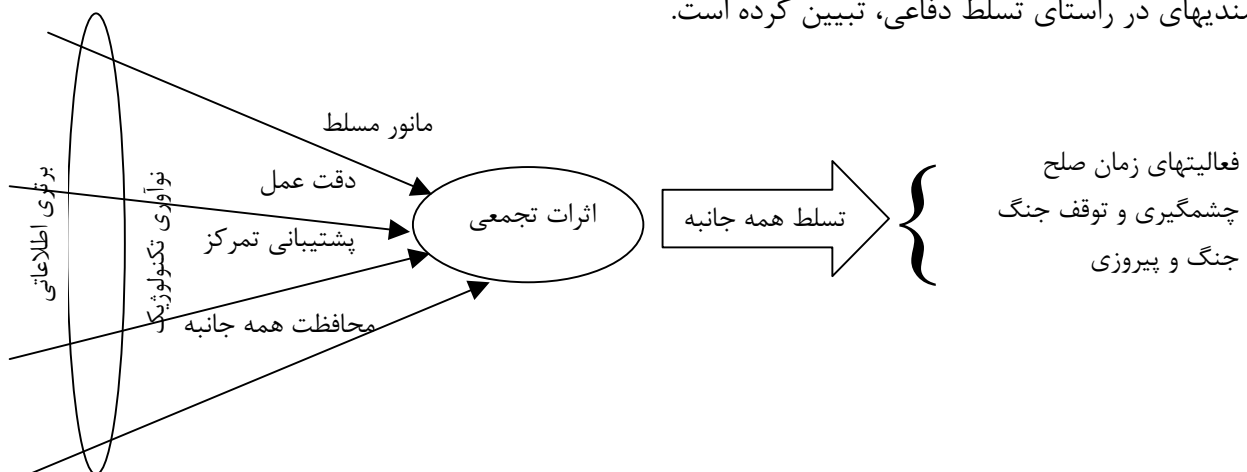 در راستای تسلط دفاعی، تبیین کرده است.
مانور مسلط
دقت عمل
پشتیبانی تمرکز
محافظت همه جانبه
برتری اطلاعاتی
نوآوری تکنولوژیک
اثرات تجمعی
تسلط همه جانبه
فعالیتهای زمان صلح
چشمگیری و توقف جنگ
جنگ و پیروزی